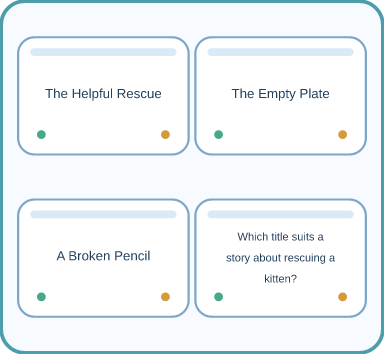 The Helpful Rescue
The Empty Plate
A Broken Pencil
Which title suits a
story about rescuing a
kitten?